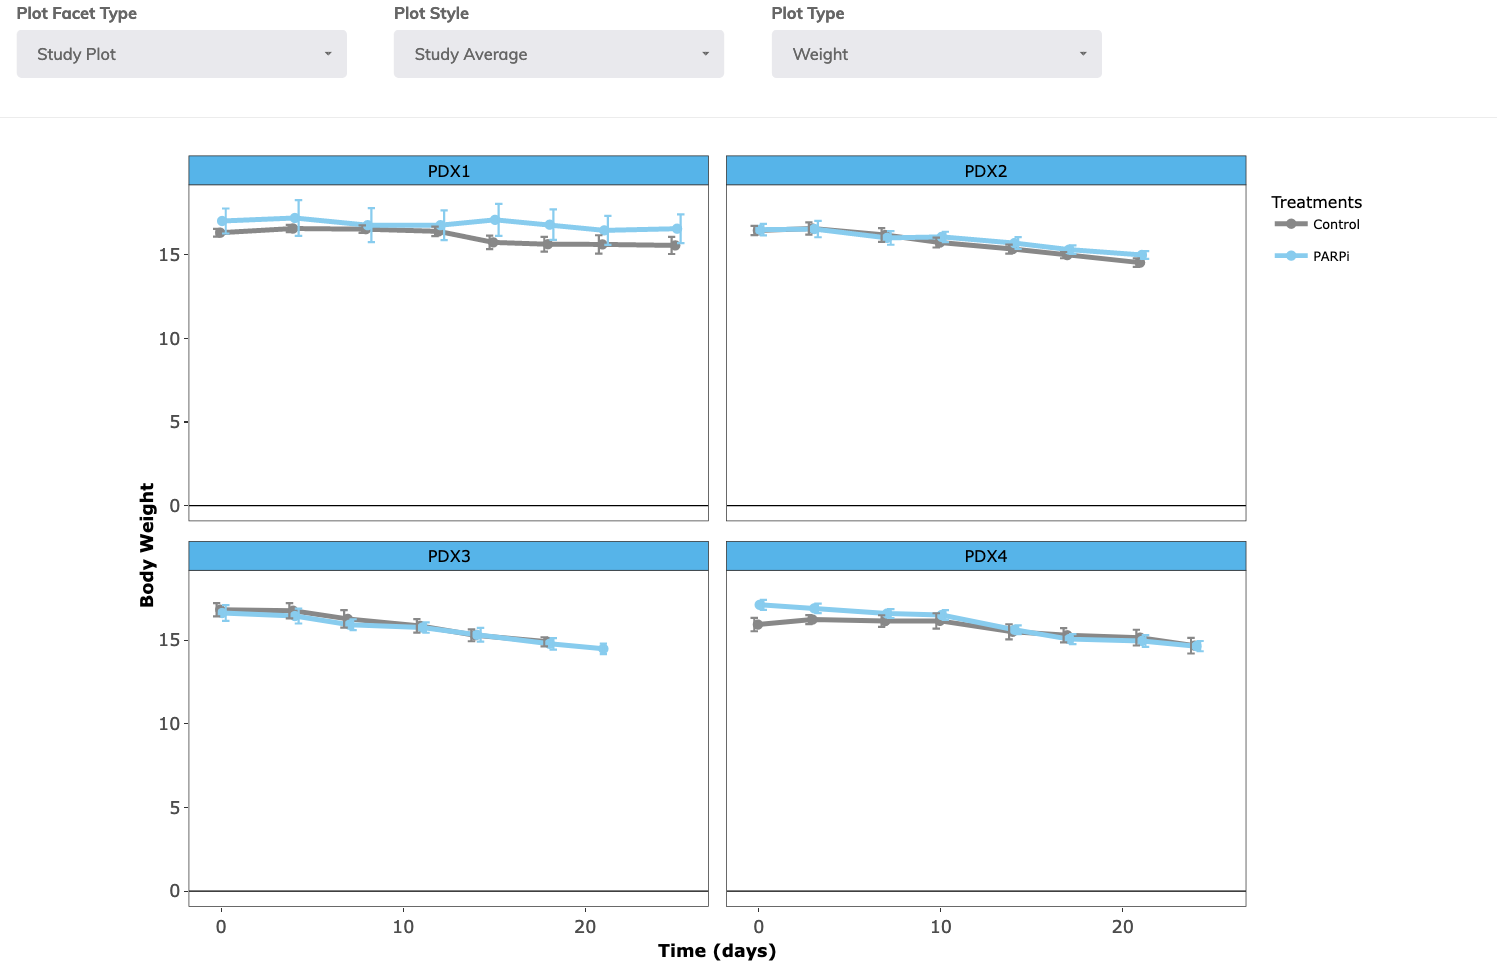 Plot Facet Type
Plot Style
Plot Type
Study Plot
Study Average
Weight
PDX1
PDX2
Treatments
Control
PARPi
15
10
5
0
Body Weight
PDX3
PDX4
15
10
5
0
0
10
20
0
10
20
Time (days)